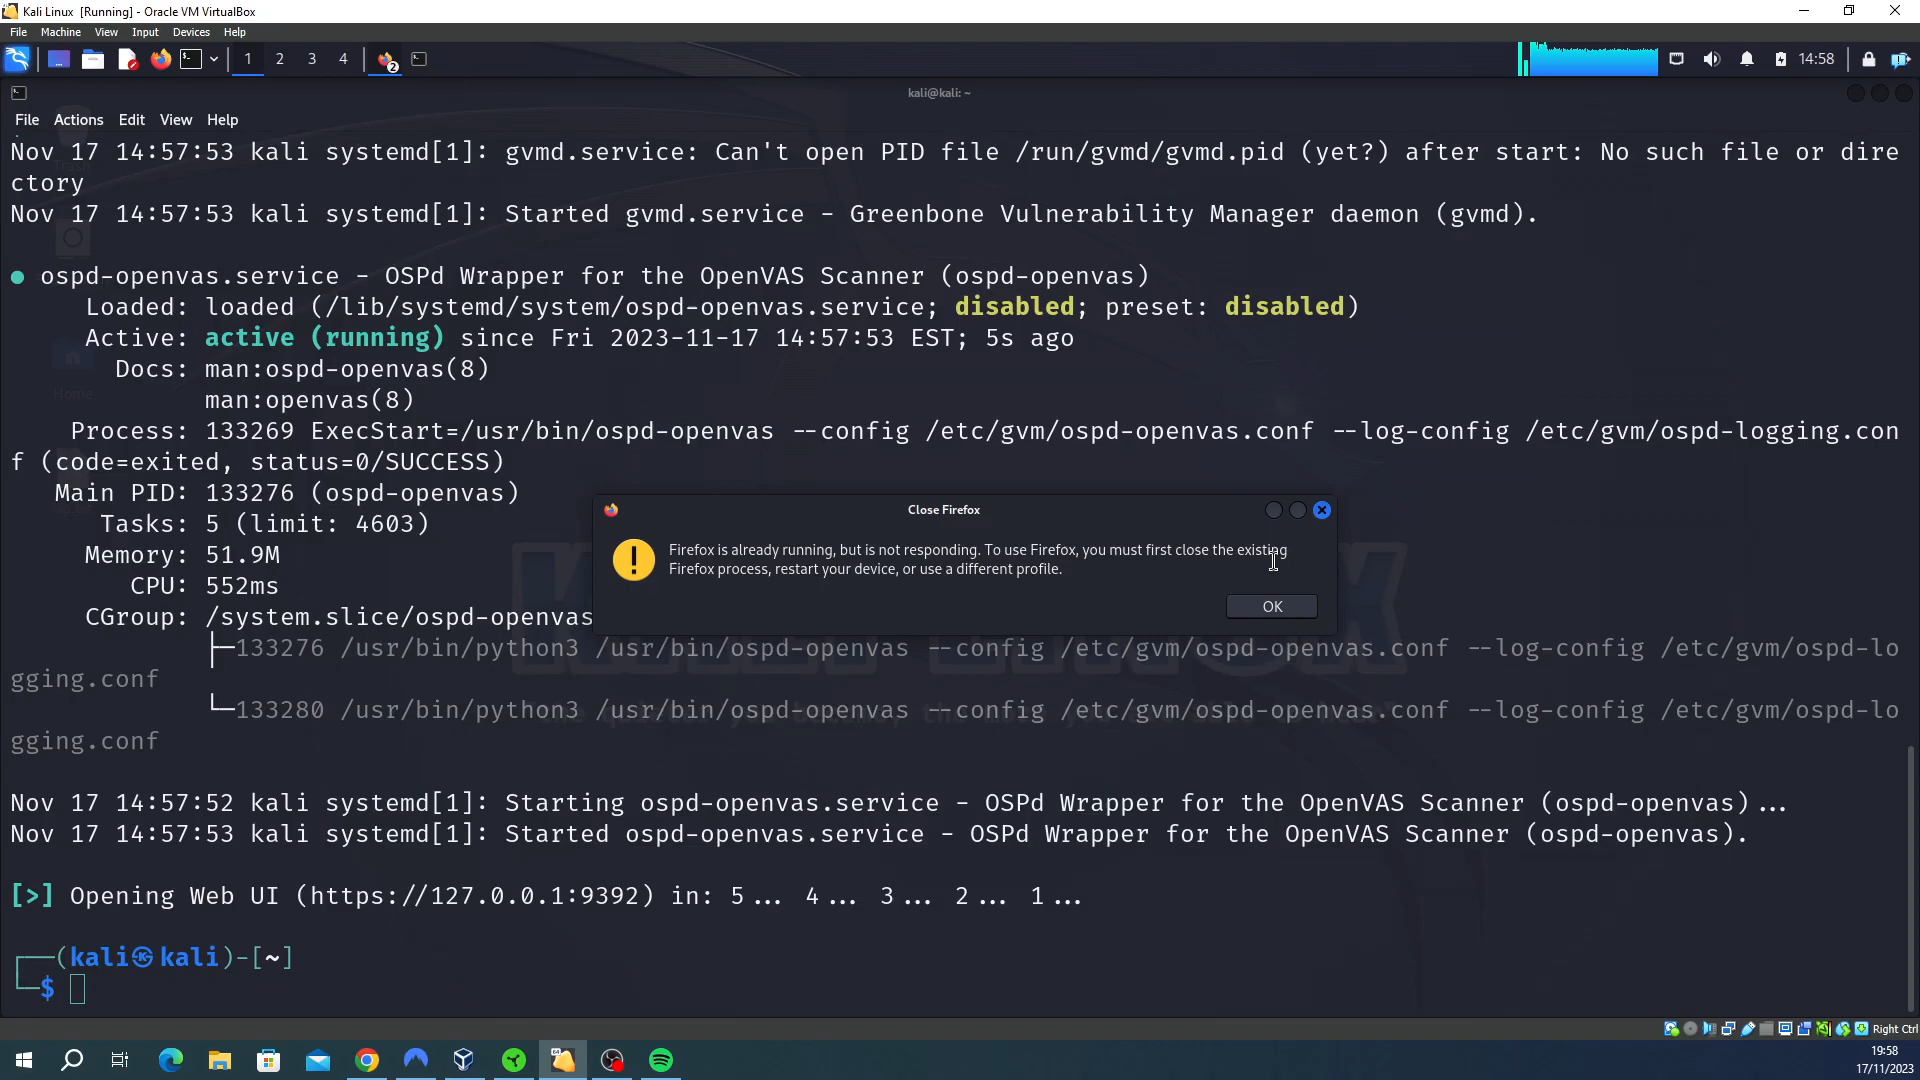 Kali Linux [Running] - Oracle VM VirtualBox
File Machine View Input Devices Help
1 2 3 4 2 14:58
kali@kali: ~
File Actions Edit View Help
Nov 17 14:57:53 kali systemd[1]: gvmd.service: Can't open PID file /run/gvmd/gvmd.pid (yet?) after start: No such file or dire
ctory
Nov 17 14:57:53 kali systemd[1]: Started gvmd.service - Greenbone Vulnerability Manager daemon (gvmd).
● ospd-openvas.service - OSPd Wrapper for the OpenVAS Scanner (ospd-openvas)
Loaded: loaded (/lib/systemd/system/ospd-openvas.service; disabled; preset: disabled)
Active: active (running) since Fri 2023-11-17 14:57:53 EST; 5s ago
Docs: man:ospd-openvas(8)
man:openvas(8)
Home
Process: 133269 ExecStart=/usr/bin/ospd-openvas --config /etc/gvm/ospd-openvas.conf --log-config /etc/gvm/ospd-logging.con
f (code=exited, status=0/SUCCESS)
Main PID: 133276 (ospd-openvas)
Tasks: 5 (limit: 4603)
Memory: 51.9M
CPU: 552ms
CGroup: /system.slice/ospd-openvas
├─133276 /usr/bin/python3 /usr/bin/ospd-openvas --config /etc/gvm/ospd-openvas.conf --log-config /etc/gvm/ospd-lo
gging.conf
└─133280 /usr/bin/python3 /usr/bin/ospd-openvas --config /etc/gvm/ospd-openvas.conf --log-config /etc/gvm/ospd-lo
gging.conf
Close Firefox
Firefox is already running, but is not responding. To use Firefox, you must first close the existing
Firefox process, restart your device, or use a different profile.
OK
Nov 17 14:57:52 kali systemd[1]: Starting ospd-openvas.service - OSPd Wrapper for the OpenVAS Scanner (ospd-openvas)...
Nov 17 14:57:53 kali systemd[1]: Started ospd-openvas.service - OSPd Wrapper for the OpenVAS Scanner (ospd-openvas).
[>] Opening Web UI (https://127.0.0.1:9392) in: 5... 4... 3... 2... 1...
┌──(kali㉿kali)-[~]
└─$
Right Ctrl
19:58
17/11/2023